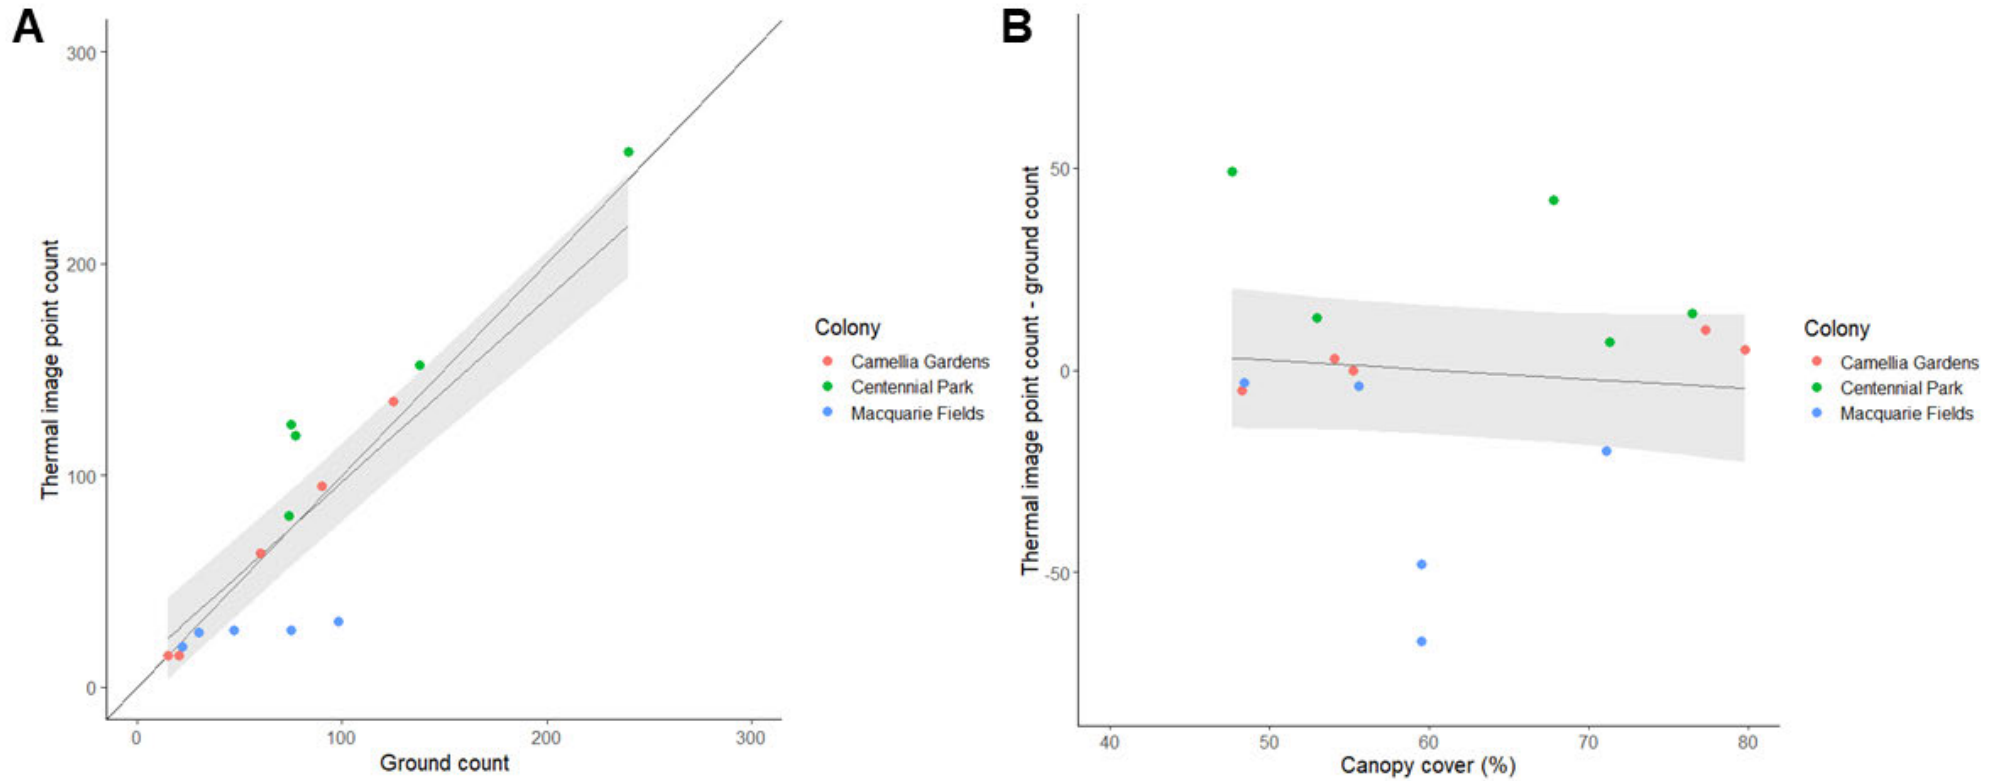 A
Thermal image point count
300
200
100
0
0 100 200 300
Ground count
Colony
Camellia Gardens
Centennial Park
Macquarie Fields
B
Thermal image point count - ground count
50
0
-50
40 50 60 70 80
Canopy cover (%)
Colony
Camellia Gardens
Centennial Park
Macquarie Fields